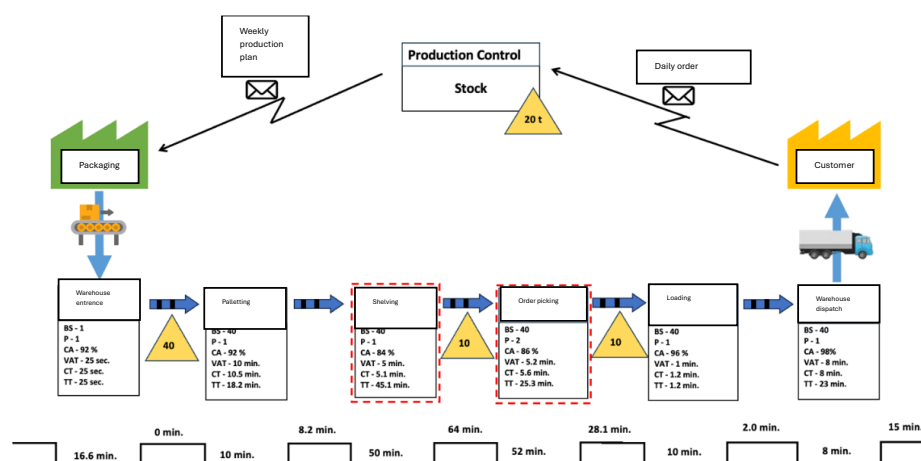 Weekly
production
plan
Production Control
Stock
20 t
Daily order
Packaging
Customer
Warehouse
entrence
BS - 1
P - 1
CA - 92 %
VAT - 25 sec.
CT - 25 sec.
TT - 25 sec.
40
Palletting
BS - 40
P - 1
CA - 92 %
VAT - 10 min.
CT - 10.5 min.
TT - 18.2 min.
Shelving
BS - 40
P - 1
CA - 84 %
VAT - 5 min.
CT - 5.1 min.
TT - 45.1 min.
10
Order picking
BS - 40
P - 2
CA - 86 %
VAT - 5.2 min.
CT - 5.6 min.
TT - 25.3 min.
10
Loading
BS - 40
P - 1
CA - 96 %
VAT - 1 min.
CT - 1.2 min.
TT - 1.2 min.
Warehouse
dispatch
BS - 40
P - 1
CA - 98%
VAT - 8 min.
CT - 8 min.
TT - 23 min.
0 min.
8.2 min.
64 min.
28.1 min.
2.0 min.
15 min.
16.6 min.
10 min.
50 min.
52 min.
10 min.
8 min.